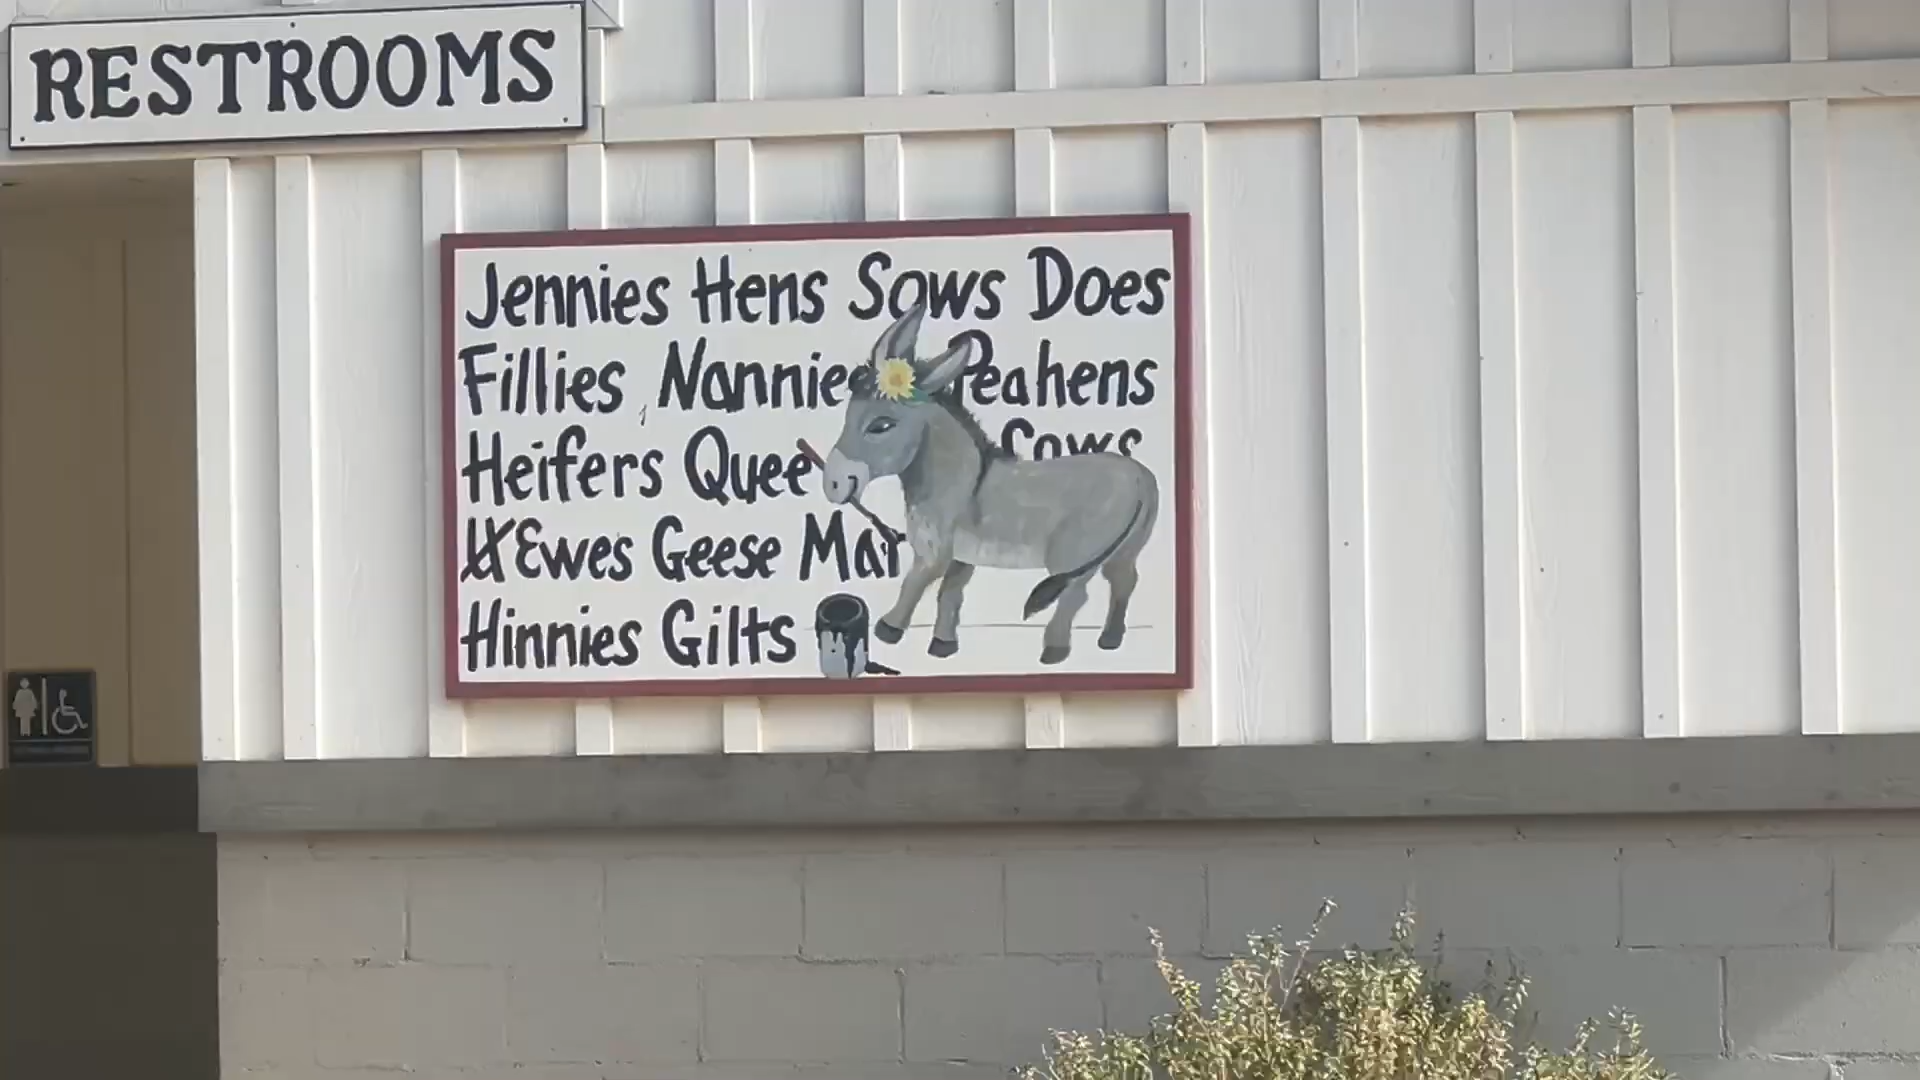 RESTROOMS
Jennies Hens Sows Does
Fillies Nannies Peahens
Heifers Quee Cows
Ewes Geese Mar
Hinnies Gilts